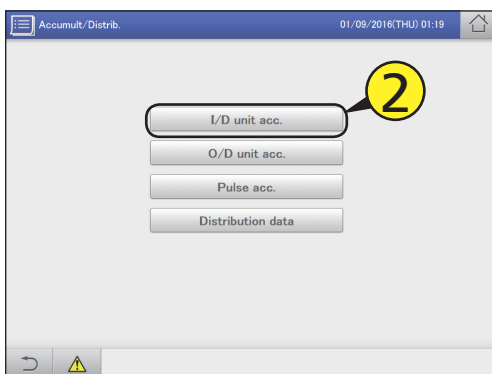 Accumult/Distrib. 01/09/2016(THU) 01:19
2
I/D unit acc.
O/D unit acc.
Pulse acc.
Distribution data